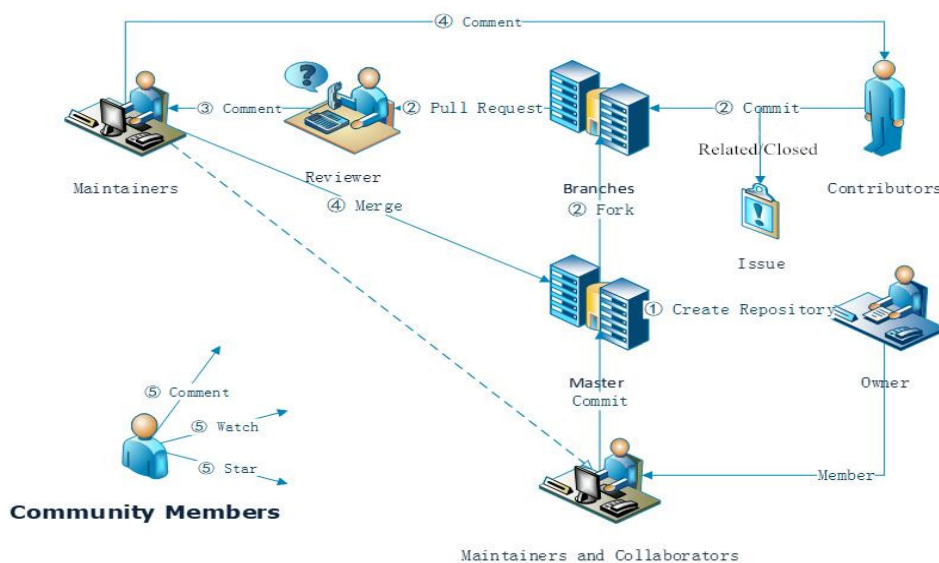 ④ Comment
③ Comment
② Pull Request
② Commit
Related/Closed
Maintainers
Reviewer
Branches
Contributors
④ Merge
② Fork
Issue
① Create Repository
Master
Owner
Commit
⑤ Comment
⑤ Watch
⑤ Star
Member
Community Members
Maintainers and Collaborators